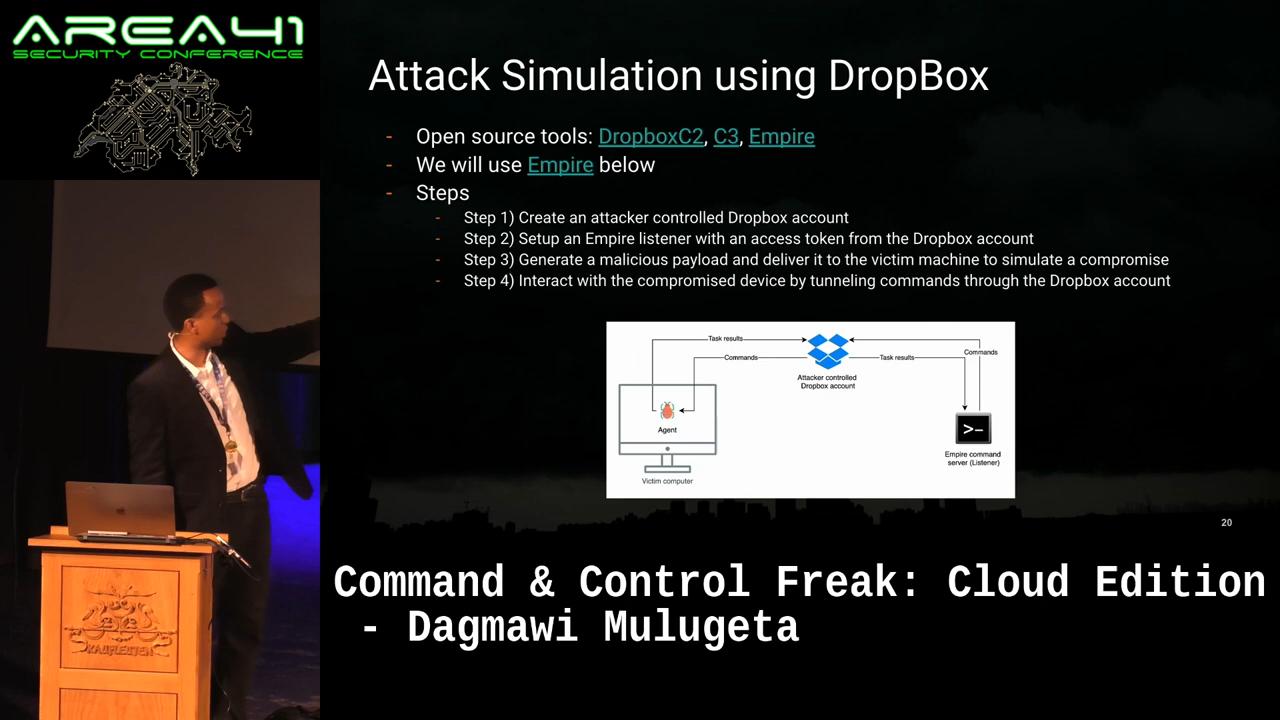 AREA41
SECURITY CONFERENCE
Attack Simulation using DropBox
- Open source tools: DropboxC2, C3, Empire
- We will use Empire below
- Steps
- Step 1) Create an attacker controlled Dropbox account
- Step 2) Setup an Empire listener with an access token from the Dropbox account
- Step 3) Generate a malicious payload and deliver it to the victim machine to simulate a compromise
- Step 4) Interact with the compromised device by tunneling commands through the Dropbox account
Task results
Commands
Attacker controlled
Dropbox account
Task results
Commands
Agent
Victim computer
>-
Empire command
server (Listener)
20
KAUFLEUTEN
Command & Control Freak: Cloud Edition
- Dagmawi Mulugeta